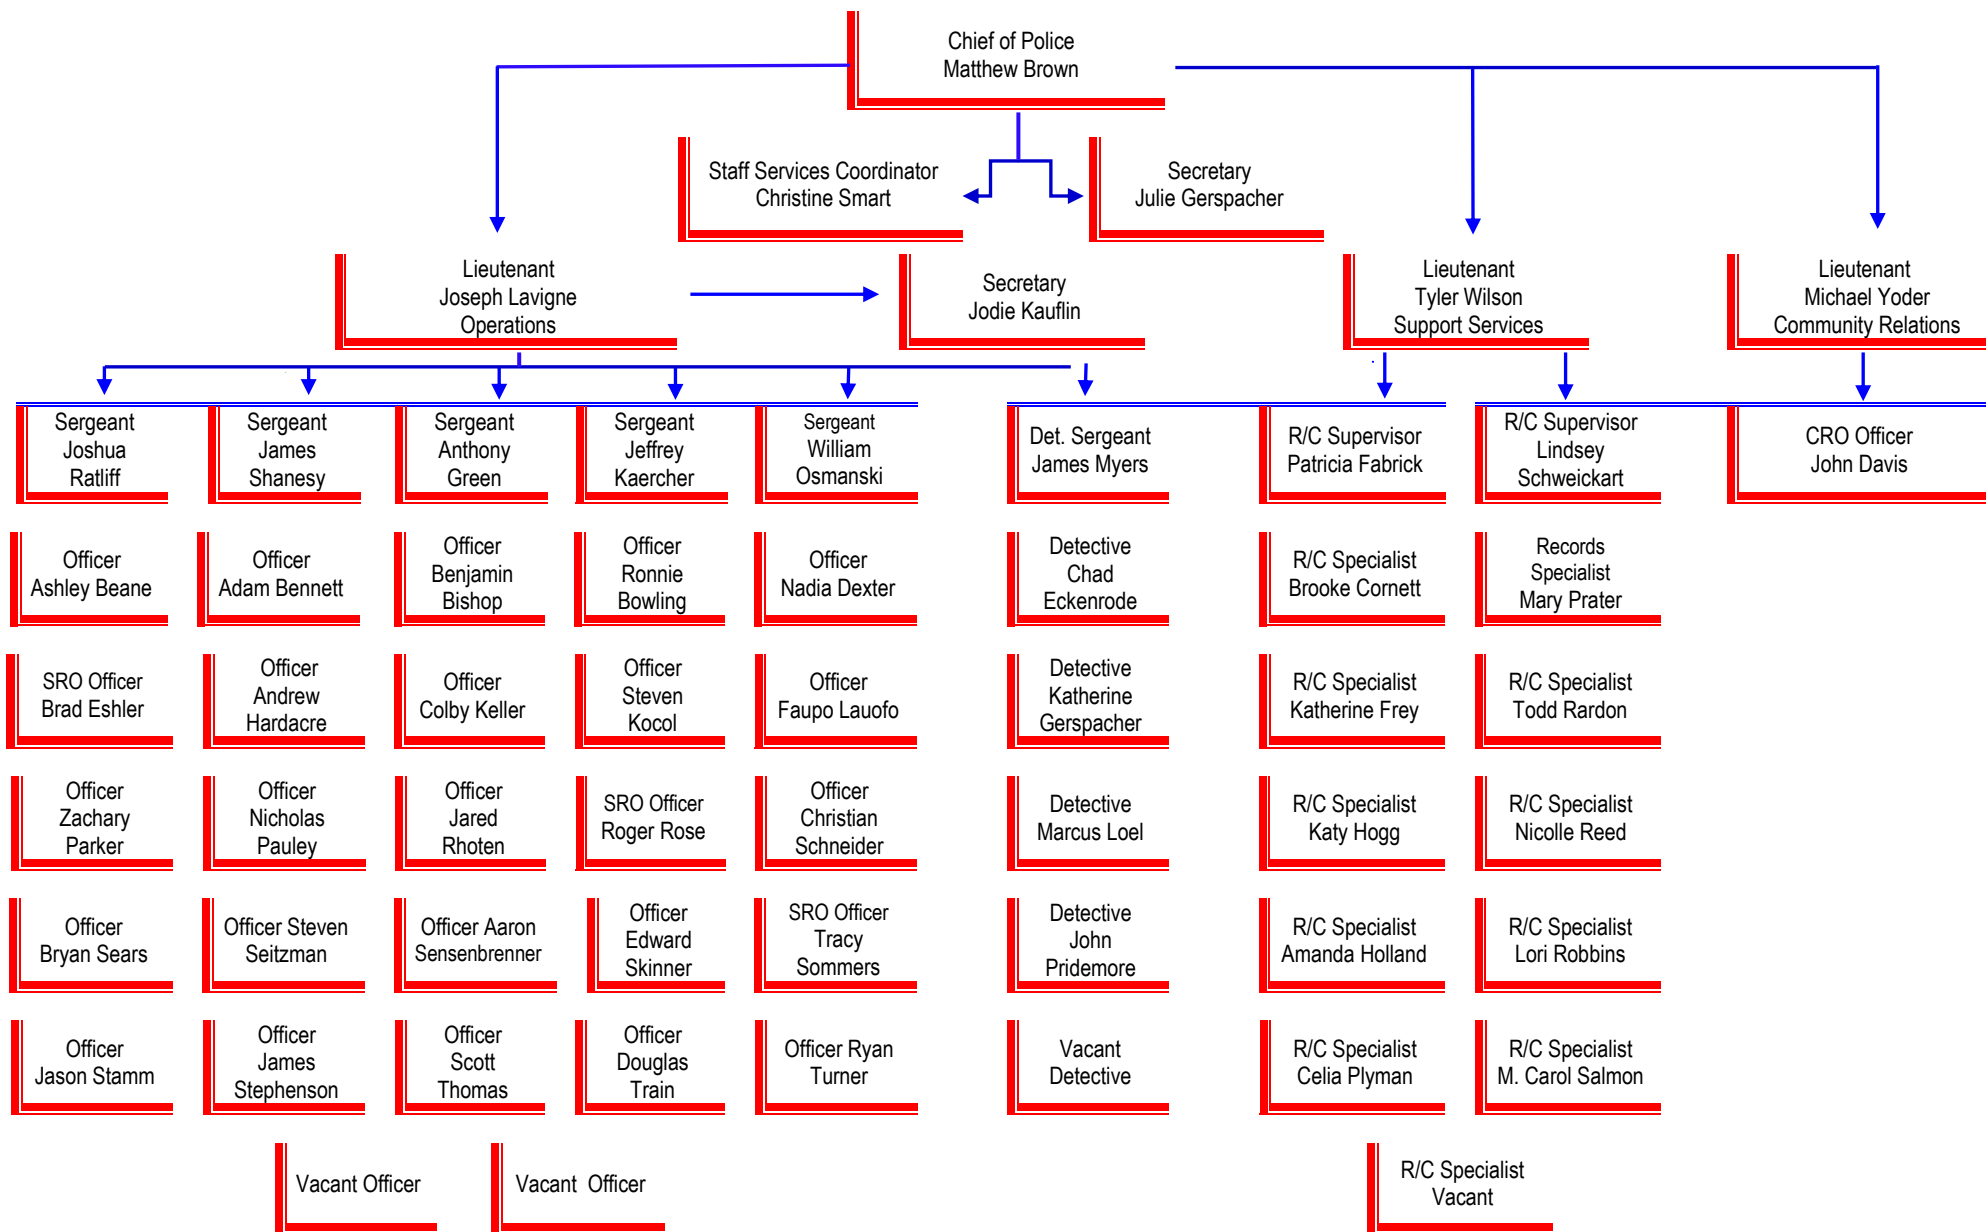 Chief of Police
Matthew Brown
Staff Services Coordinator
Christine Smart
Secretary
Julie Gerspacher
Lieutenant
Joseph Lavigne
Operations
Secretary
Jodie Kauflin
Lieutenant
Tyler Wilson
Support Services
Lieutenant
Michael Yoder
Community Relations
Sergeant
Joshua
Ratliff
Sergeant
James
Shanesy
Sergeant
Anthony
Green
Sergeant
Jeffrey
Kaercher
Sergeant
William
Osmanski
Det. Sergeant
James Myers
R/C Supervisor
Patricia Fabrick
R/C Supervisor
Lindsey
Schweickart
CRO Officer
John Davis
Officer
Ashley Beane
Officer
Adam Bennett
Officer
Benjamin
Bishop
Officer
Ronnie
Bowling
Officer
Nadia Dexter
Detective
Chad
Eckenrode
R/C Specialist
Brooke Cornett
Records
Specialist
Mary Prater
SRO Officer
Brad Eshler
Officer
Andrew
Hardacre
Officer
Colby Keller
Officer
Steven
Kocol
Officer
Faupo Lauofo
Detective
Katherine
Gerspacher
R/C Specialist
Katherine Frey
R/C Specialist
Todd Rardon
Officer
Zachary
Parker
Officer
Nicholas
Pauley
Officer
Jared
Rhoten
SRO Officer
Roger Rose
Officer
Christian
Schneider
Detective
Marcus Loel
R/C Specialist
Katy Hogg
R/C Specialist
Nicolle Reed
Officer
Bryan Sears
Officer Steven
Seitzman
Officer Aaron
Sensenbrenner
Officer
Edward
Skinner
SRO Officer
Tracy
Sommers
Detective
John
Pridemore
R/C Specialist
Amanda Holland
R/C Specialist
Lori Robbins
Officer
Jason Stamm
Officer
James
Stephenson
Officer
Scott
Thomas
Officer
Douglas
Train
Officer Ryan
Turner
Vacant
Detective
R/C Specialist
Celia Plyman
R/C Specialist
M. Carol Salmon
Vacant Officer
Vacant  Officer
R/C Specialist
Vacant